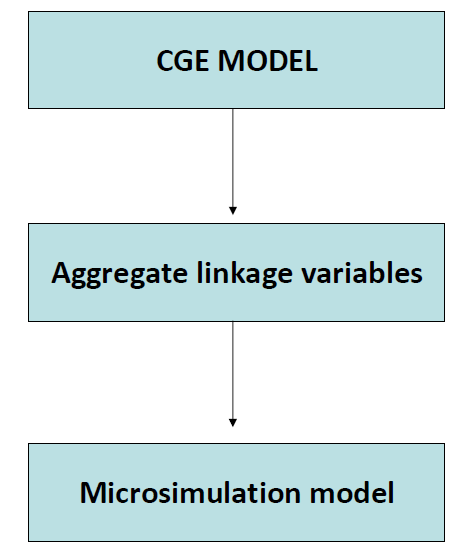 CGE MODEL
Aggregate linkage variables
Microsimulation model